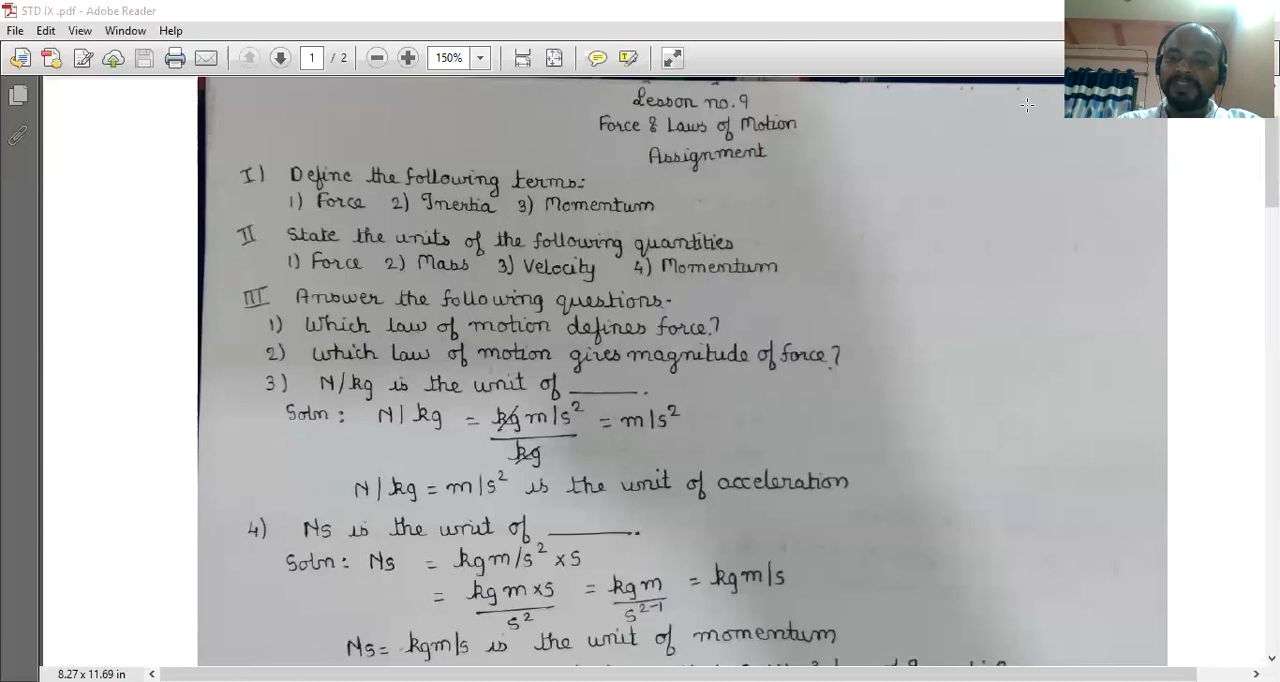 STD IX .pdf - Adobe Reader
File Edit View Window Help
1 / 2 150%
Lesson no.9
Force & Laws of Motion
Assignment
I) Define the following terms:
1) Force 2) Inertia 3) Momentum
II State the units of the following quantities
1) Force 2) Mass 3) Velocity 4) Momentum
III Answer the following questions.
1) Which law of motion defines force?
2) Which law of motion gives magnitude of force?
3) N/kg is the unit of ______.
Soln: N/kg = kg m/s² / kg = m/s²
N/kg = m/s² is the unit of acceleration
4) Ns is the unit of ______.
Soln: Ns = kgm/s² × s
= kg m × s / s² = kg m / s²⁻¹ = kg m/s
Ns = kgm/s is the unit of momentum
8.27 x 11.69 in